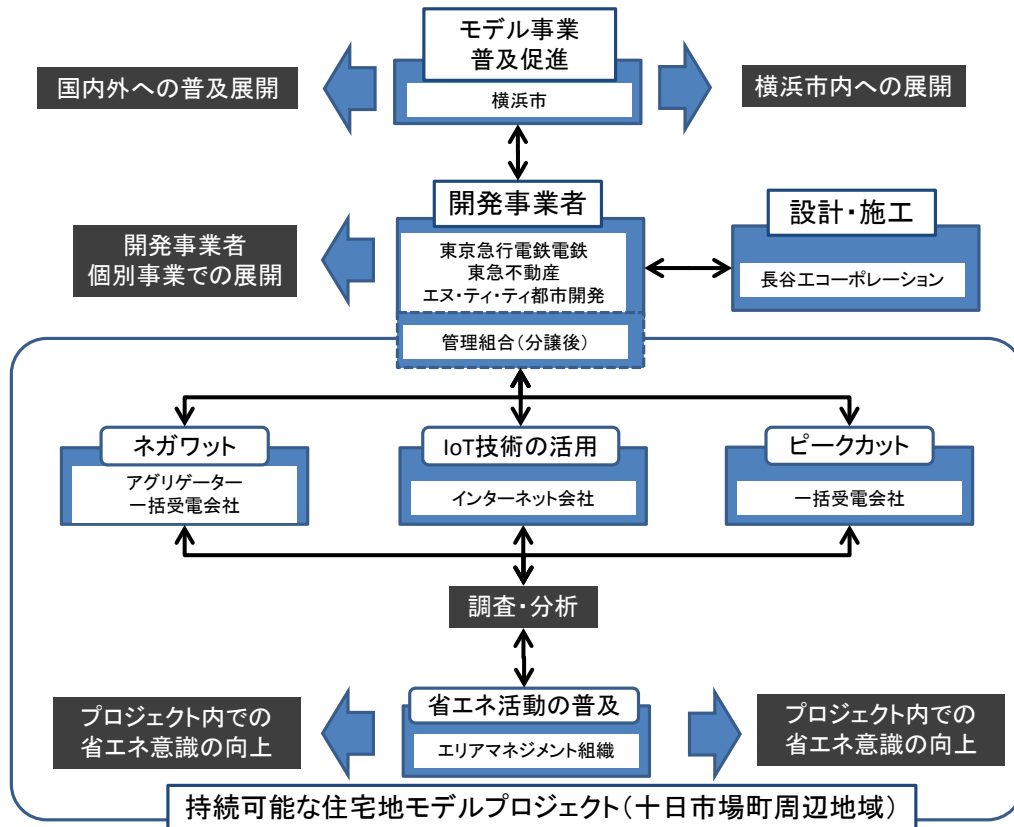 モデル事業
普及促進
横浜市
国内外への普及展開
横浜市内への展開
開発事業者
東京急行電鉄電鉄
東急不動産
エヌ・ティ・ティ都市開発
管理組合(分譲後)
開発事業者
個別事業での展開
設計・施工
長谷工コーポレーション
ネガワット
アグリゲーター
一括受電会社
IoT技術の活用
インターネット会社
ピークカット
一括受電会社
調査・分析
省エネ活動の普及
エリアマネジメント組織
プロジェクト内での
省エネ意識の向上
プロジェクト内での
省エネ意識の向上
持続可能な住宅地モデルプロジェクト(十日市場町周辺地域)